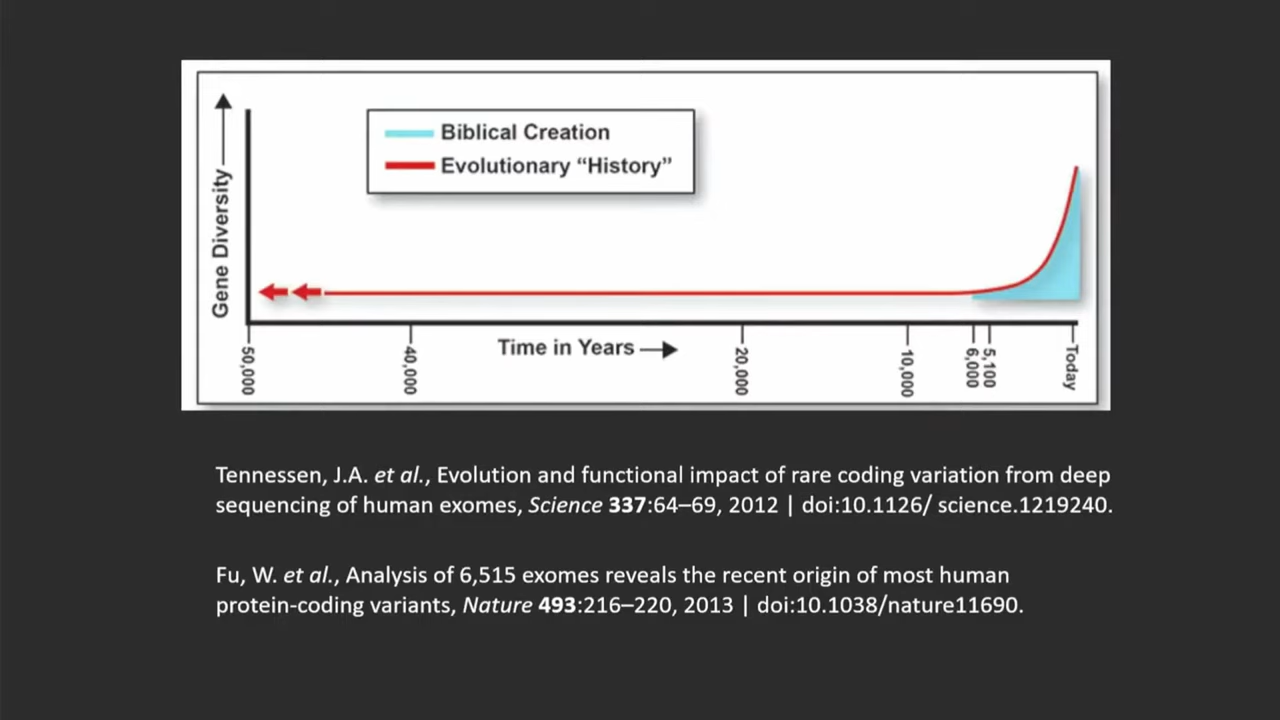 Biblical Creation
Evolutionary “History”
Gene Diversity
Time in Years
50,000
40,000
20,000
10,000
6,000
5,100
Today
Tennessen, J.A. et al., Evolution and functional impact of rare coding variation from deep
sequencing of human exomes, Science 337:64–69, 2012 | doi:10.1126/ science.1219240.
Fu, W. et al., Analysis of 6,515 exomes reveals the recent origin of most human
protein-coding variants, Nature 493:216–220, 2013 | doi:10.1038/nature11690.